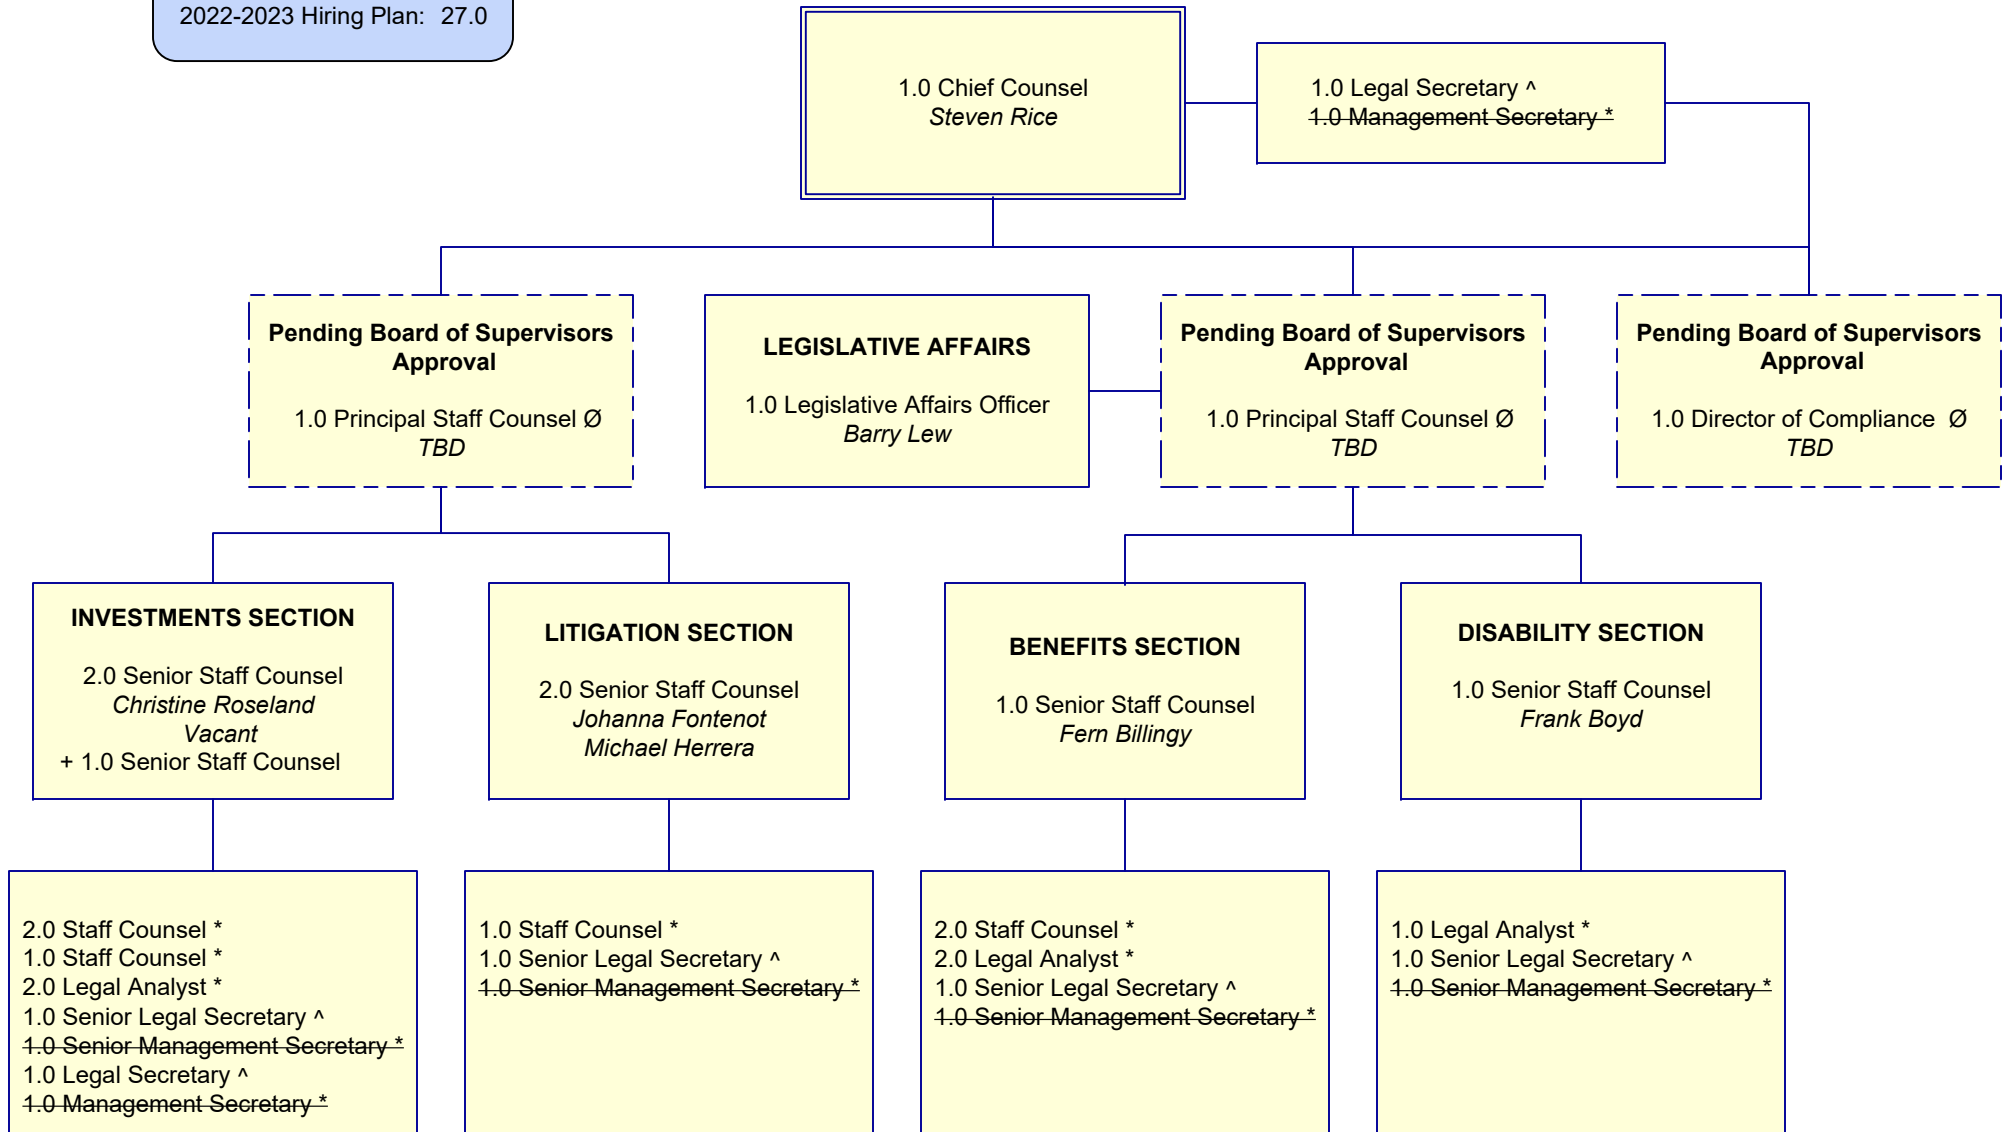 2022-2023 Hiring Plan: 27.0
1.0 Chief Counsel
Steven Rice
1.0 Legal Secretary ^
1.0 Management Secretary *
Pending Board of Supervisors
Approval
1.0 Principal Staff Counsel Ø
TBD
LEGISLATIVE AFFAIRS
1.0 Legislative Affairs Officer
Barry Lew
Pending Board of Supervisors
Approval
1.0 Principal Staff Counsel Ø
TBD
Pending Board of Supervisors
Approval
1.0 Director of Compliance Ø
TBD
INVESTMENTS SECTION
2.0 Senior Staff Counsel
Christine Roseland
Vacant
+ 1.0 Senior Staff Counsel
LITIGATION SECTION
2.0 Senior Staff Counsel
Johanna Fontenot
Michael Herrera
BENEFITS SECTION
1.0 Senior Staff Counsel
Fern Billingy
DISABILITY SECTION
1.0 Senior Staff Counsel
Frank Boyd
2.0 Staff Counsel *
1.0 Staff Counsel *
2.0 Legal Analyst *
1.0 Senior Legal Secretary ^
1.0 Senior Management Secretary *
1.0 Legal Secretary ^
1.0 Management Secretary *
1.0 Staff Counsel *
1.0 Senior Legal Secretary ^
1.0 Senior Management Secretary *
2.0 Staff Counsel *
2.0 Legal Analyst *
1.0 Senior Legal Secretary ^
1.0 Senior Management Secretary *
1.0 Legal Analyst *
1.0 Senior Legal Secretary ^
1.0 Senior Management Secretary *